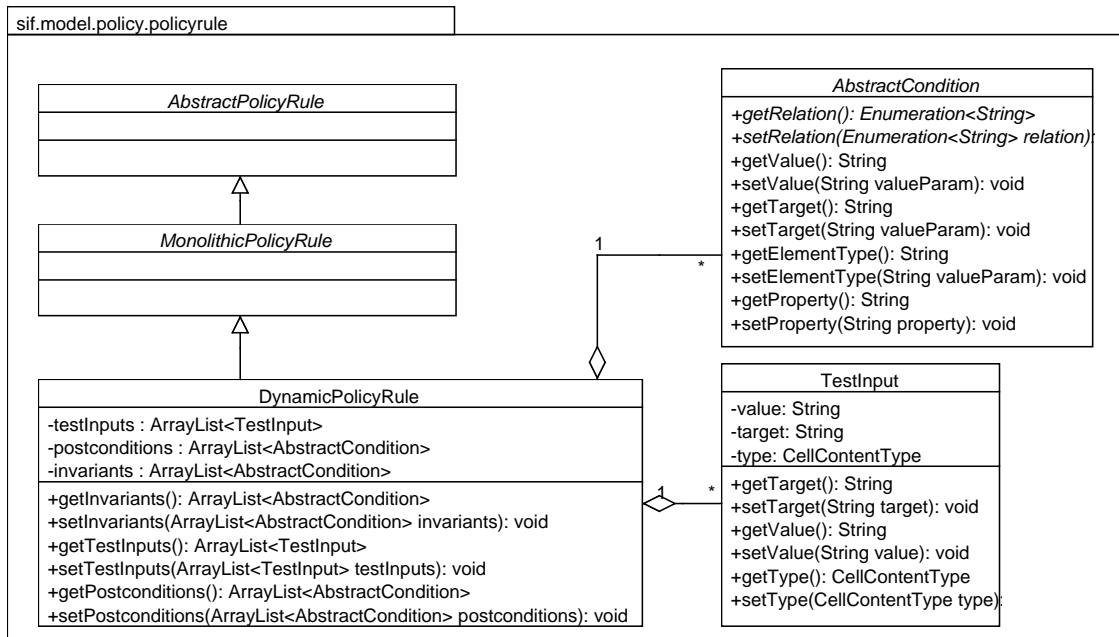 sif.model.policy.policyrule
AbstractPolicyRule
MonolithicPolicyRule
DynamicPolicyRule
-testInputs : ArrayList<TestInput>
-postconditions : ArrayList<AbstractCondition>
-invariants : ArrayList<AbstractCondition>
+getInvariants(): ArrayList<AbstractCondition>
+setInvariants(ArrayList<AbstractCondition> invariants): void
+getTestInputs(): ArrayList<TestInput>
+setTestInputs(ArrayList<TestInput> testInputs): void
+getPostconditions(): ArrayList<AbstractCondition>
+setPostconditions(ArrayList<AbstractCondition> postconditions): void
1
*
1
*
AbstractCondition
+getRelation(): Enumeration<String>
+setRelation(Enumeration<String> relation):
+getValue(): String
+setValue(String valueParam): void
+getTarget(): String
+setTarget(String valueParam): void
+getElementType(): String
+setElementType(String valueParam): void
+getProperty(): String
+setProperty(String property): void
TestInput
-value: String
-target: String
-type: CellContentType
+getTarget(): String
+setTarget(String target): void
+getValue(): String
+setValue(String value): void
+getType(): CellContentType
+setType(CellContentType type):